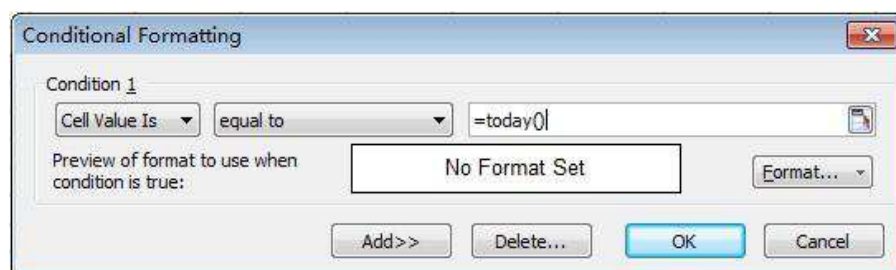 Conditional Formatting
Condition 1
Cell Value Is equal to =today()
Preview of format to use when
condition is true:
No Format Set
Format...
Add>> Delete... OK Cancel